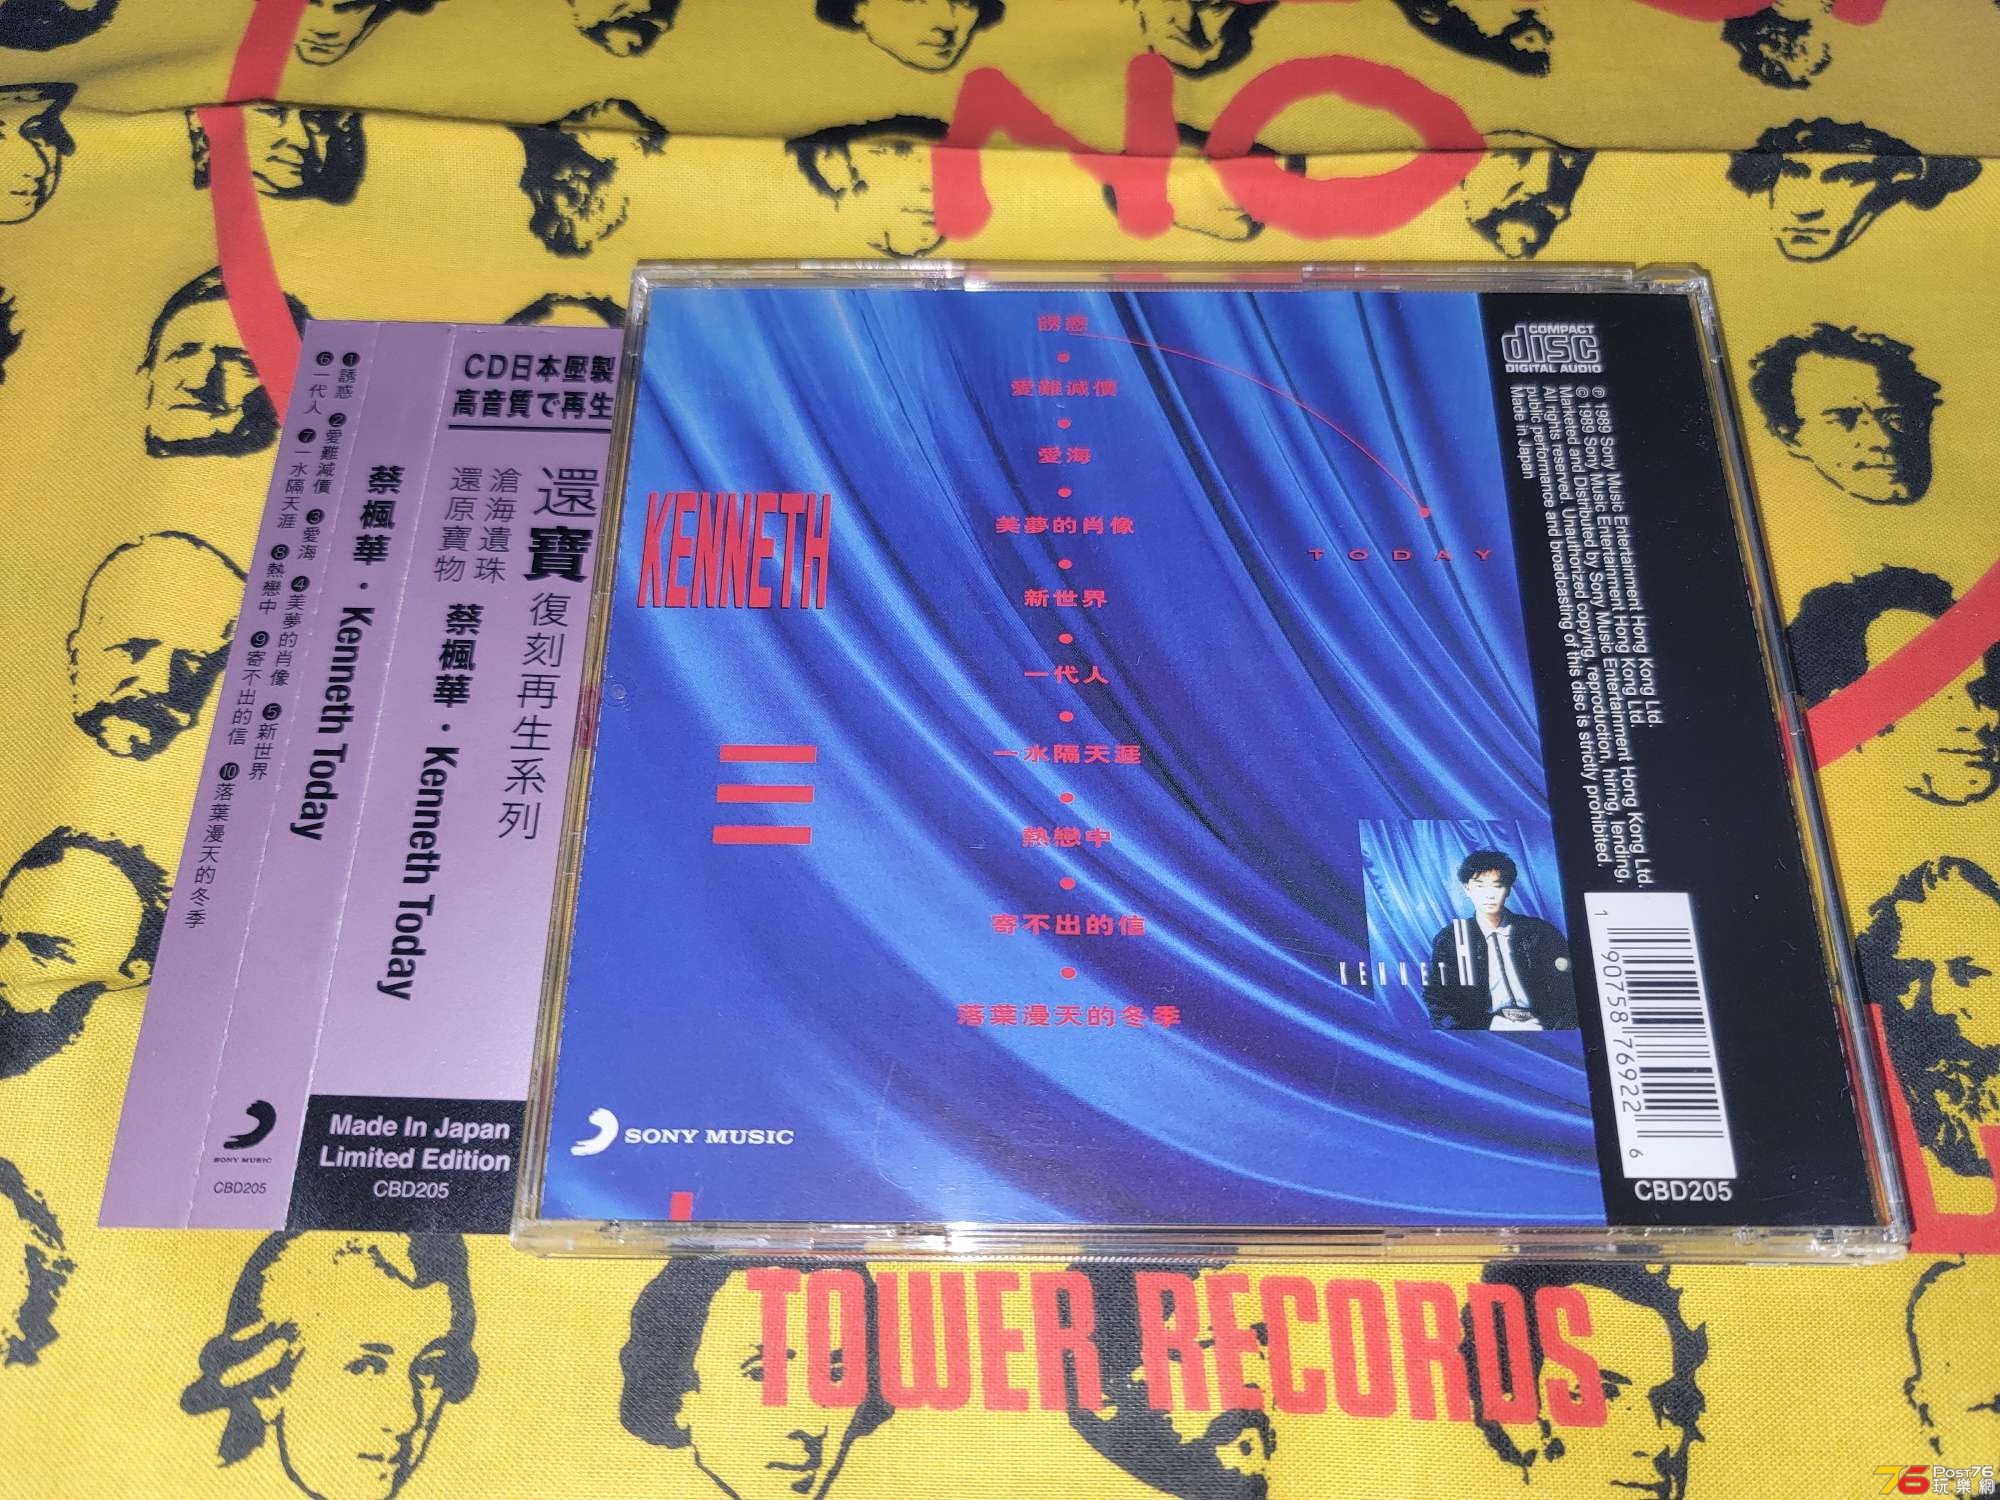 NO
CD日本壓製
高音質で再生
還寶復刻再生系列
滄海遺珠
還原寶物
蔡楓華・Kenneth Today
蔡楓華・Kenneth Today
❶誘惑 ❷愛難減價 ❸愛海 ❹美夢的肖像 ❺新世界
❻一代人 ❼一水隔天涯 ❽熱戀中 ❾寄不出的信 ❿落葉漫天的冬季
SONY MUSIC
CBD205
Made In Japan
Limited Edition
CBD205
KENNETH
誘惑
愛難減價
愛海
美夢的肖像
新世界
一代人
一水隔天涯
熱戀中
寄不出的信
落葉漫天的冬季
TODAY
KENNETH
SONY MUSIC
COMPACT
disc
DIGITAL AUDIO
℗ 1989 Sony Music Entertainment Hong Kong Ltd.
© 1989 Sony Music Entertainment Hong Kong Ltd.
Marketed and Distributed by Sony Music Entertainment Hong Kong Ltd.
All rights reserved. Unauthorized copying, reproduction, hiring, lending,
public performance and broadcasting of this disc is strictly prohibited.
Made in Japan
1 90758 76922 6
CBD205
TOWER RECORDS
76 POST76
玩樂網